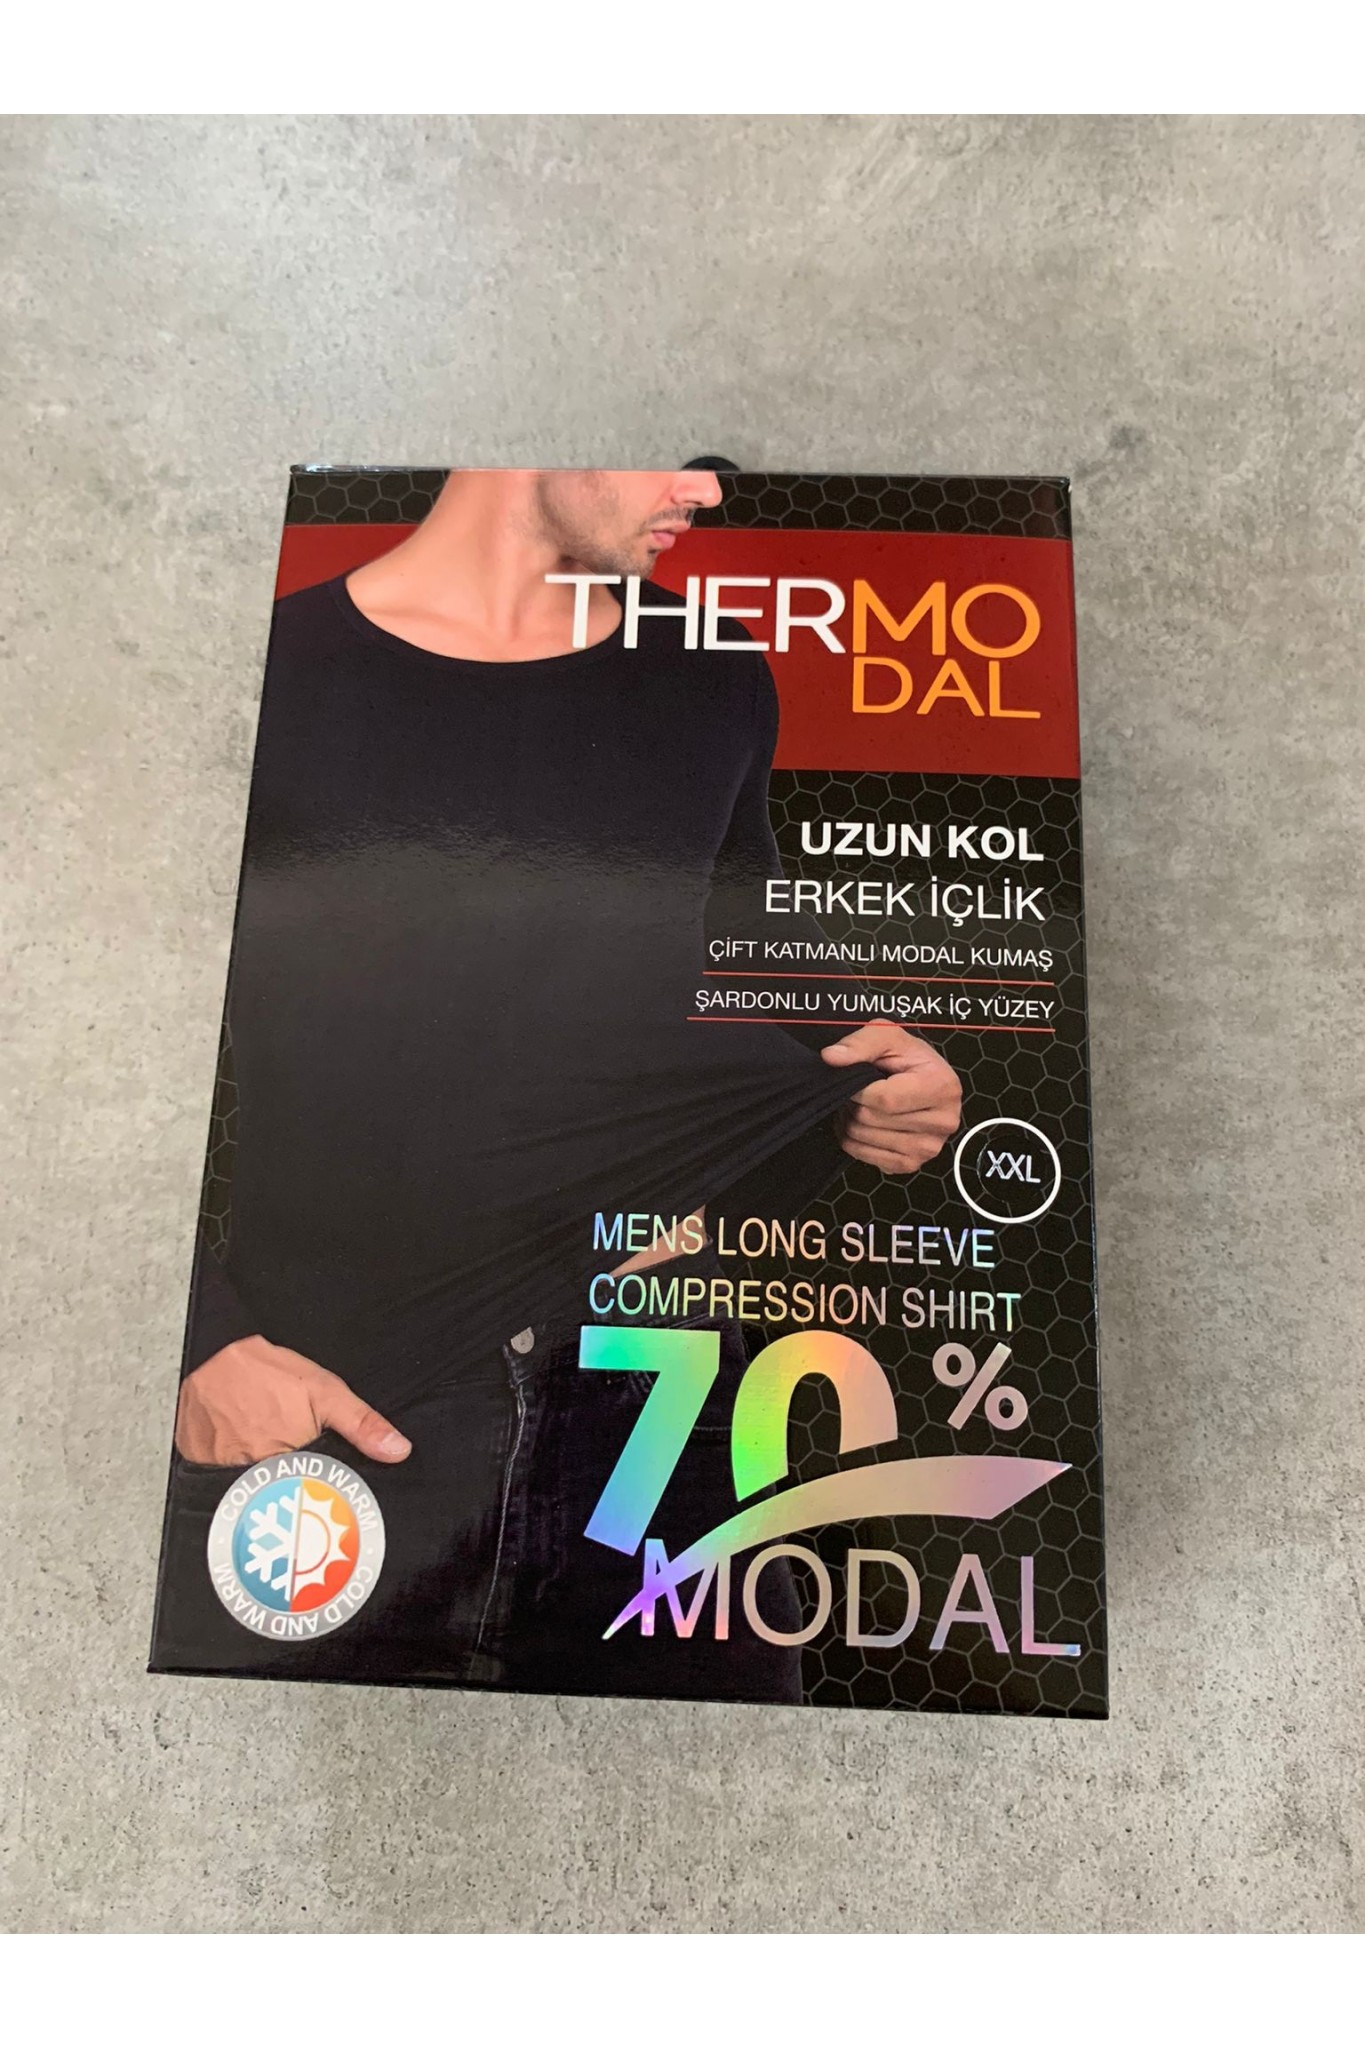 THERMO
DAL
UZUN KOL
ERKEK İÇLİK
ÇİFT KATMANLI MODAL KUMAŞ
ŞARDONLU YUMUŞAK İÇ YÜZEY
XXL
MENS LONG SLEEVE
COMPRESSION SHIRT
70%
MODAL
COLD AND WARM · COLD AND WARM ·